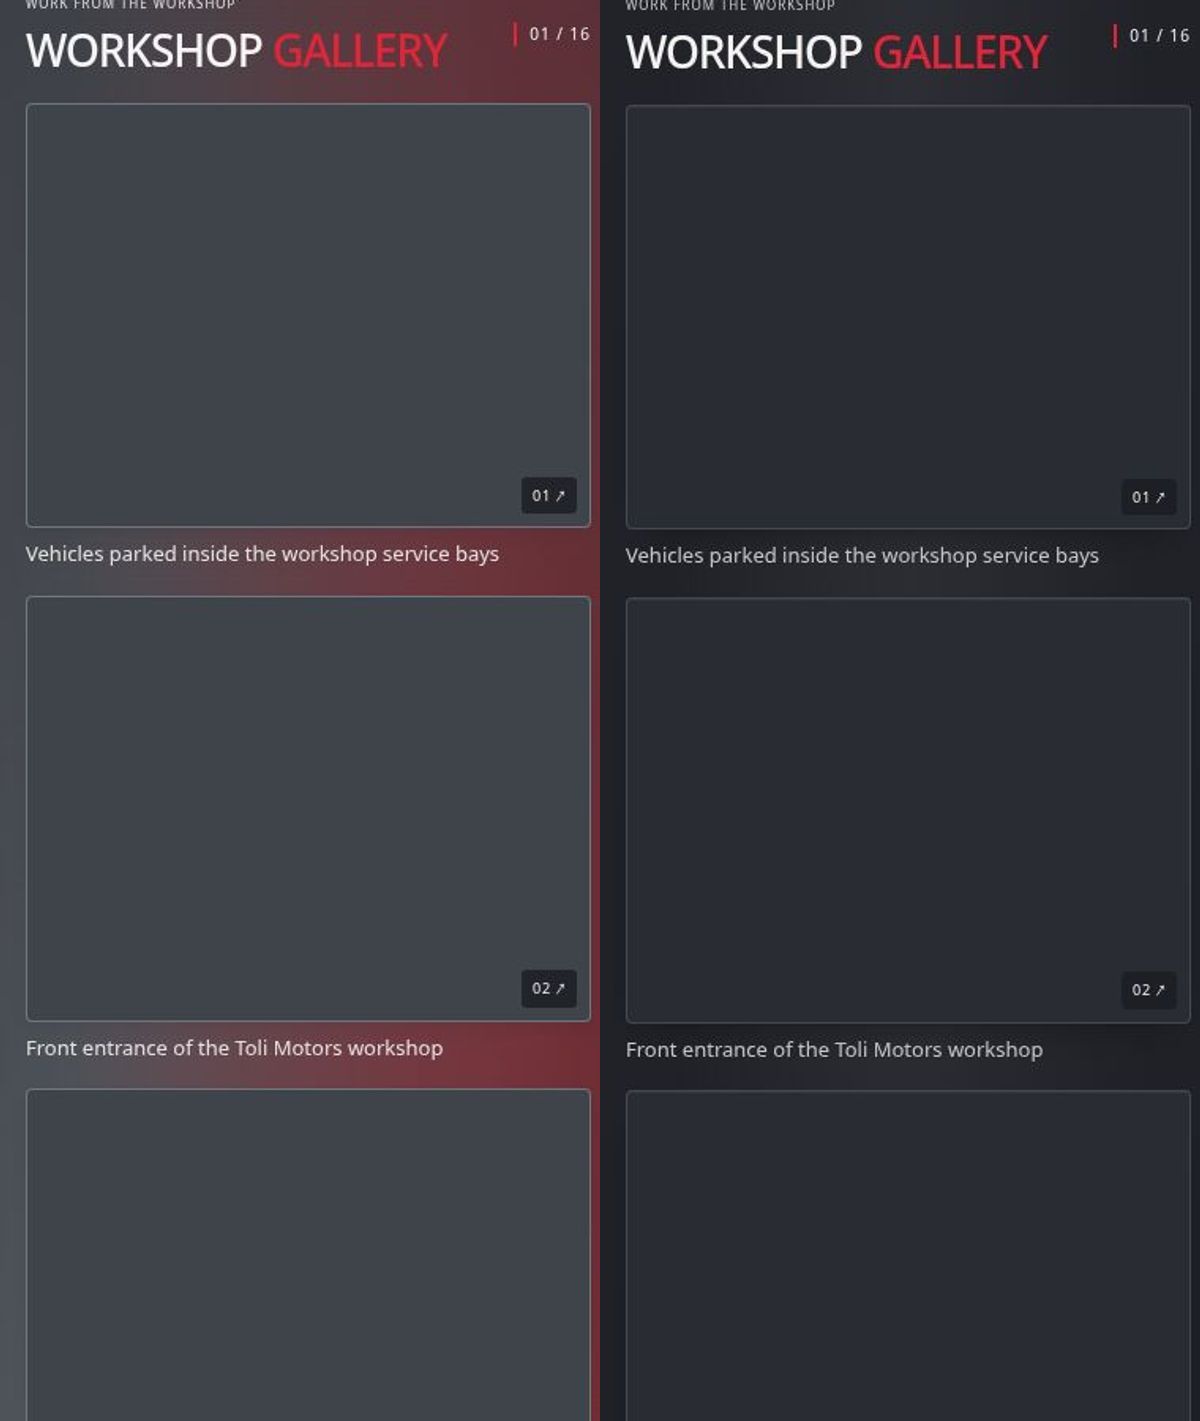 WORK FROM THE WORKSHOP
WORKSHOP GALLERY
01 / 16
01 ↗
Vehicles parked inside the workshop service bays
02 ↗
Front entrance of the Toli Motors workshop
WORK FROM THE WORKSHOP
WORKSHOP GALLERY
01 / 16
01 ↗
Vehicles parked inside the workshop service bays
02 ↗
Front entrance of the Toli Motors workshop